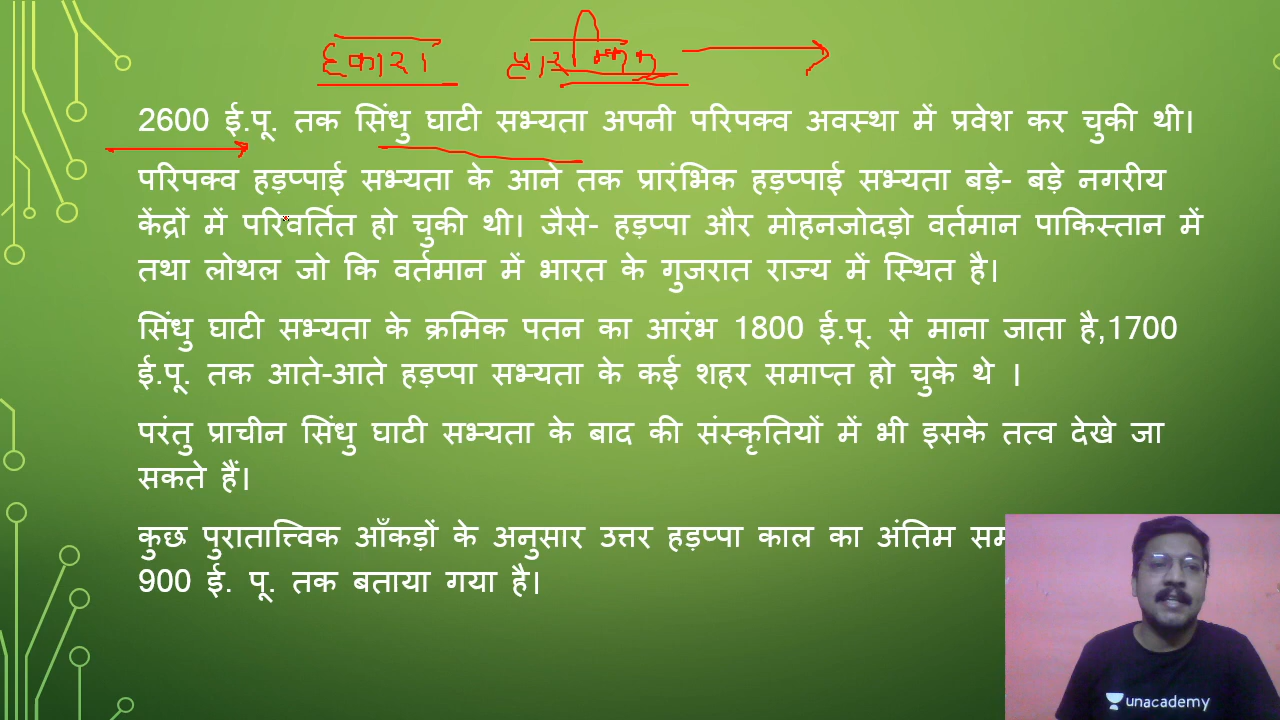 2600 ई.पू. तक सिंधु घाटी सभ्यता अपनी परिपक्व अवस्था में प्रवेश कर चुकी थी।
परिपक्व हड़प्पाई सभ्यता के आने तक प्रारंभिक हड़प्पाई सभ्यता बड़े- बड़े नगरीय
केंद्रों में परिवर्तित हो चुकी थी। जैसे- हड़प्पा और मोहनजोदड़ो वर्तमान पाकिस्तान में
तथा लोथल जो कि वर्तमान में भारत के गुजरात राज्य में स्थित है।
सिंधु घाटी सभ्यता के क्रमिक पतन का आरंभ 1800 ई.पू. से माना जाता है,1700
ई.पू. तक आते-आते हड़प्पा सभ्यता के कई शहर समाप्त हो चुके थे ।
परंतु प्राचीन सिंधु घाटी सभ्यता के बाद की संस्कृतियों में भी इसके तत्व देखे जा
सकते हैं।
कुछ पुरातात्त्विक आँकड़ों के अनुसार उत्तर हड़प्पा काल का अंतिम
900 ई. पू. तक बताया गया है।
unacademy